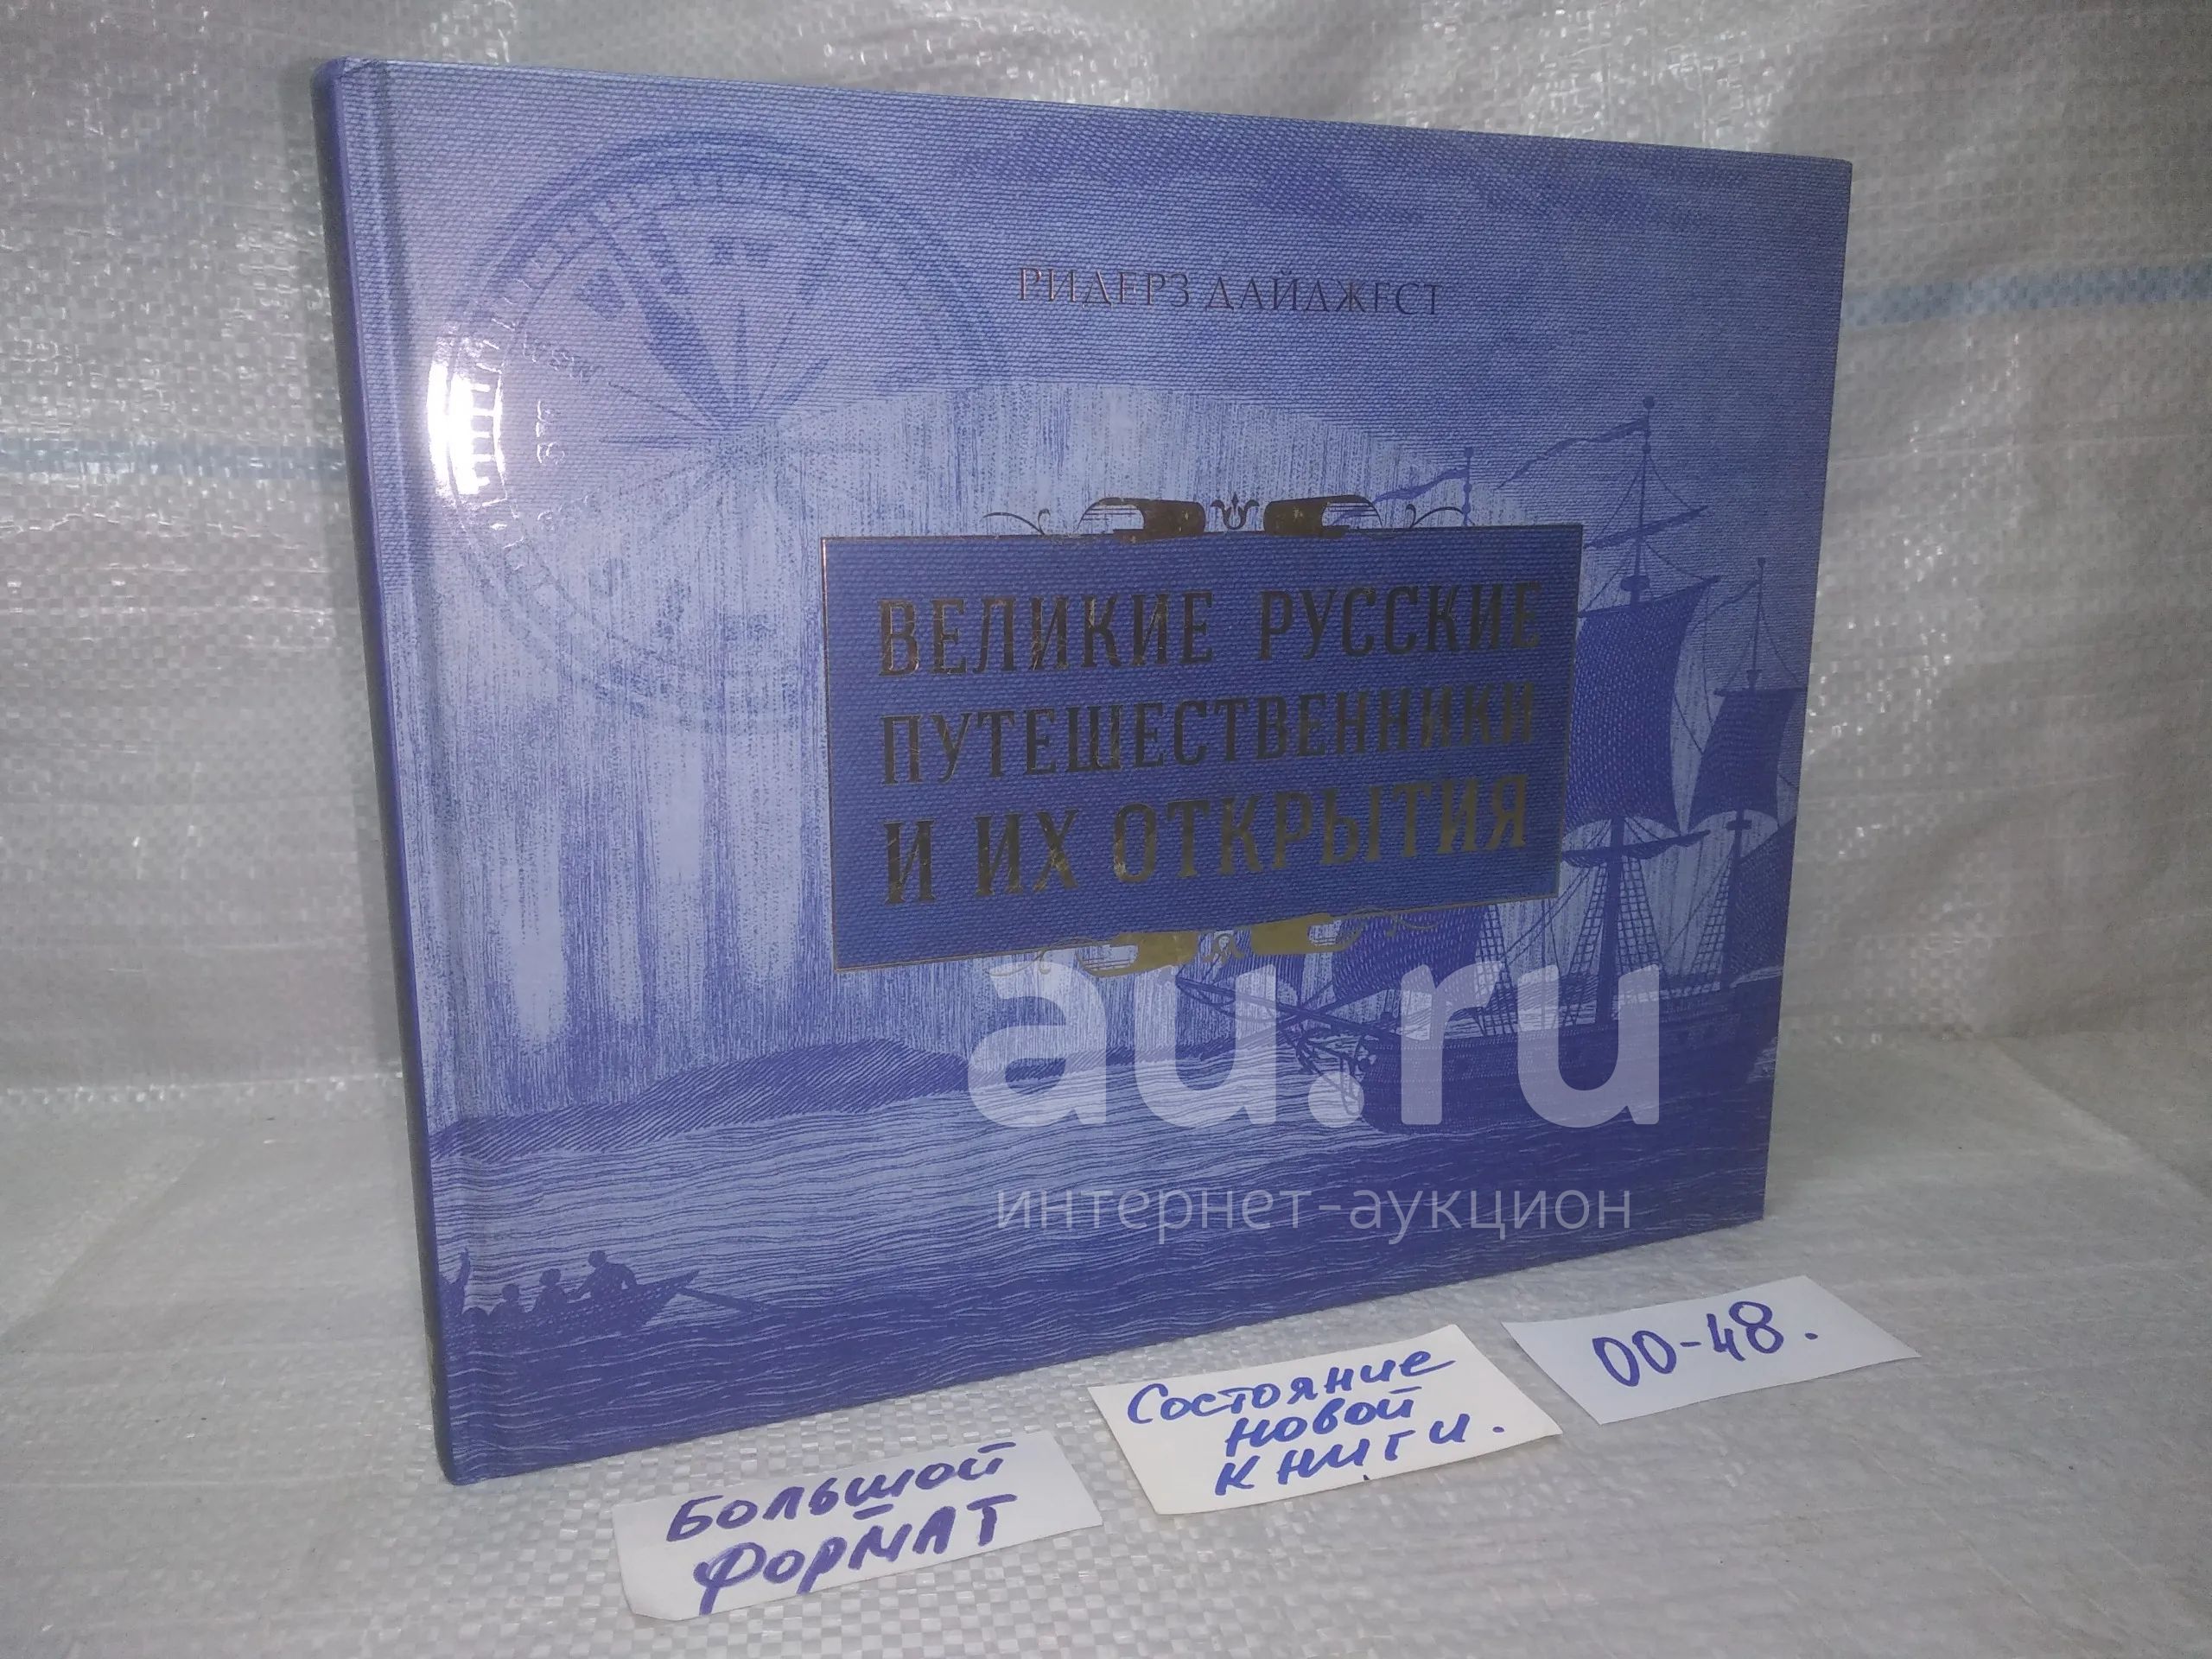 РИДЕРЗ ДАЙДЖЕСТ
ВЕЛИКИЕ РУССКИЕ
ПУТЕШЕСТВЕННИКИ
И ИХ ОТКРЫТИЯ
au.ru
интернет-аукцион
БОЛЬШОЙ
ФОРМАТ
Состояние
новой
книги.
00-48.